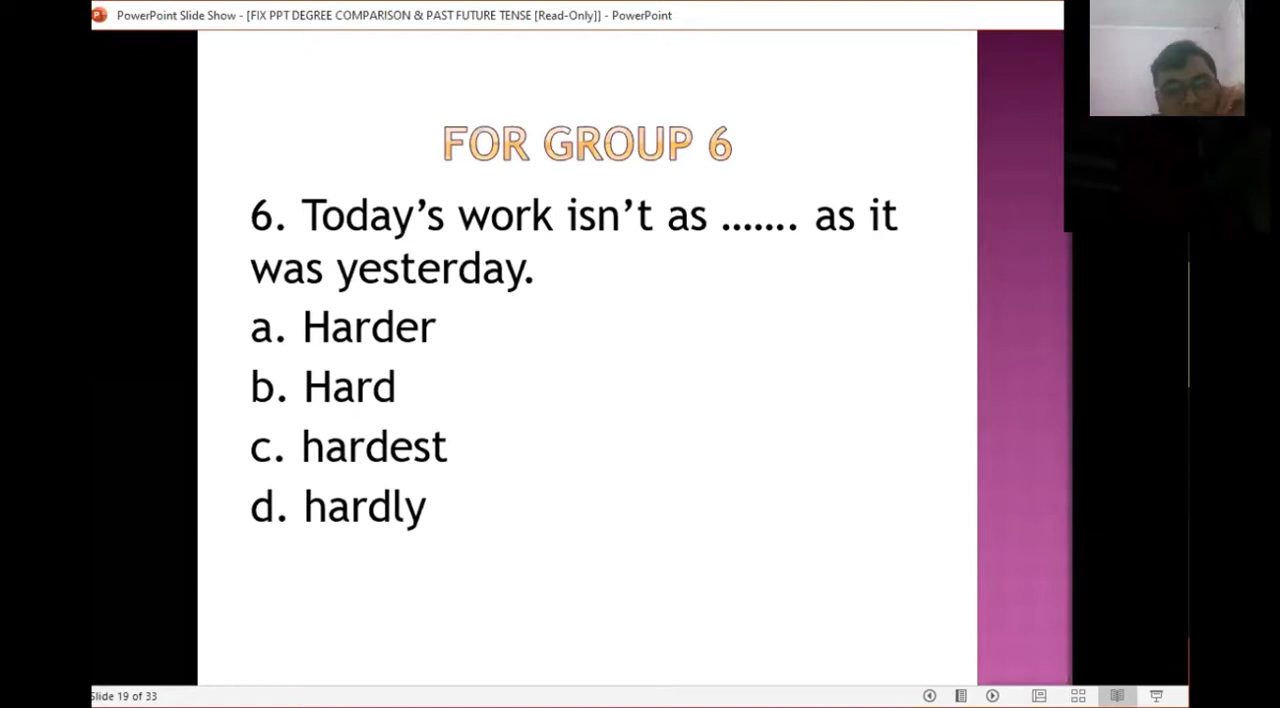 PowerPoint Slide Show - [FIX PPT DEGREE COMPARISON & PAST FUTURE TENSE [Read-Only]] - PowerPoint
FOR GROUP 6
6. Today’s work isn’t as ....... as it
was yesterday.
a. Harder
b. Hard
c. hardest
d. hardly
Slide 19 of 33